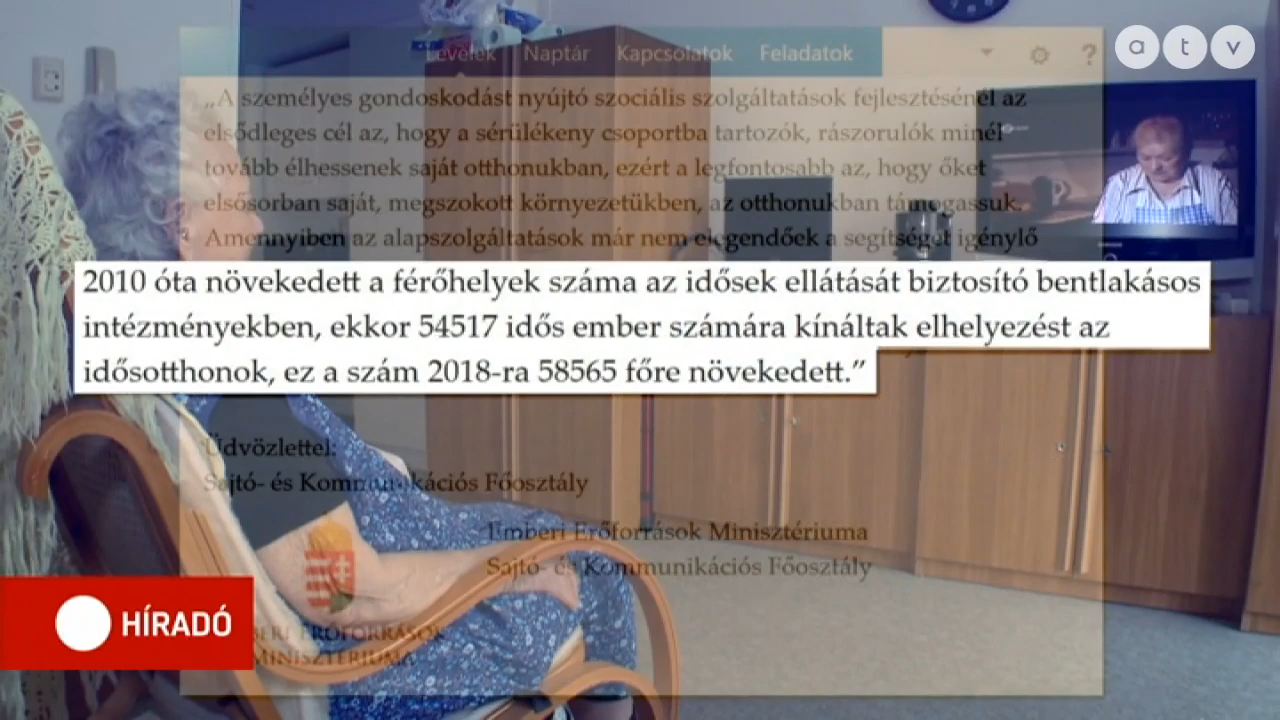 a t v
Levelek Naptár Kapcsolatok Feladatok ?
„A személyes gondoskodást nyújtó szociális szolgáltatások fejlesztésénél az
elsődleges cél az, hogy a sérülékeny csoportba tartozók, rászorulók minél
tovább élhessenek saját otthonukban, ezért a legfontosabb az, hogy őket
elsősorban saját, megszokott környezetükben, az otthonukban támogassuk.
Amennyiben az alapszolgáltatások már nem elegendőek a segítséget igénylő
2010 óta növekedett a férőhelyek száma az idősek ellátását biztosító bentlakásos
intézményekben, ekkor 54517 idős ember számára kínáltak elhelyezést az
idősotthonok, ez a szám 2018-ra 58565 főre növekedett.”
Üdvözlettel:
Sajtó- és Kommunikációs Főosztály
Emberi Erőforrások Minisztériuma
Sajtó- és Kommunikációs Főosztály
HÍRADÓ
BERI ERŐFORRÁSOK
MINISZTÉRIUMA